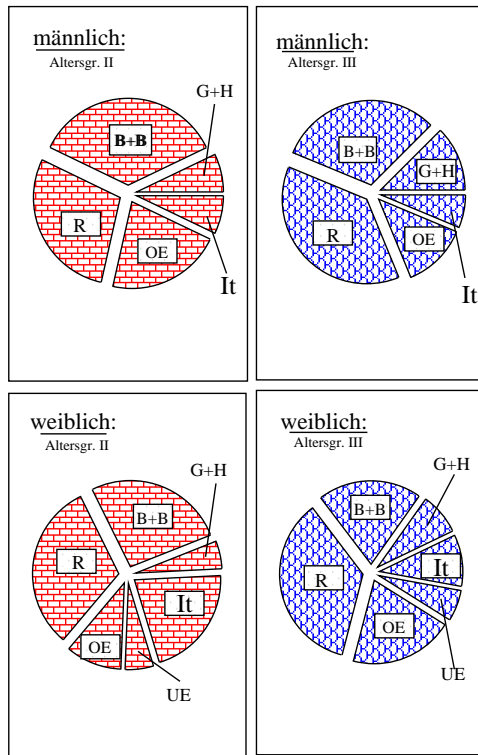 männlich:
Altersgr. II
G+H
B+B
R
OE
It
männlich:
Altersgr. III
B+B
G+H
R
OE
It
weiblich:
Altersgr. II
G+H
B+B
R
It
OE
UE
weiblich:
Altersgr. III
G+H
B+B
It
R
OE
UE